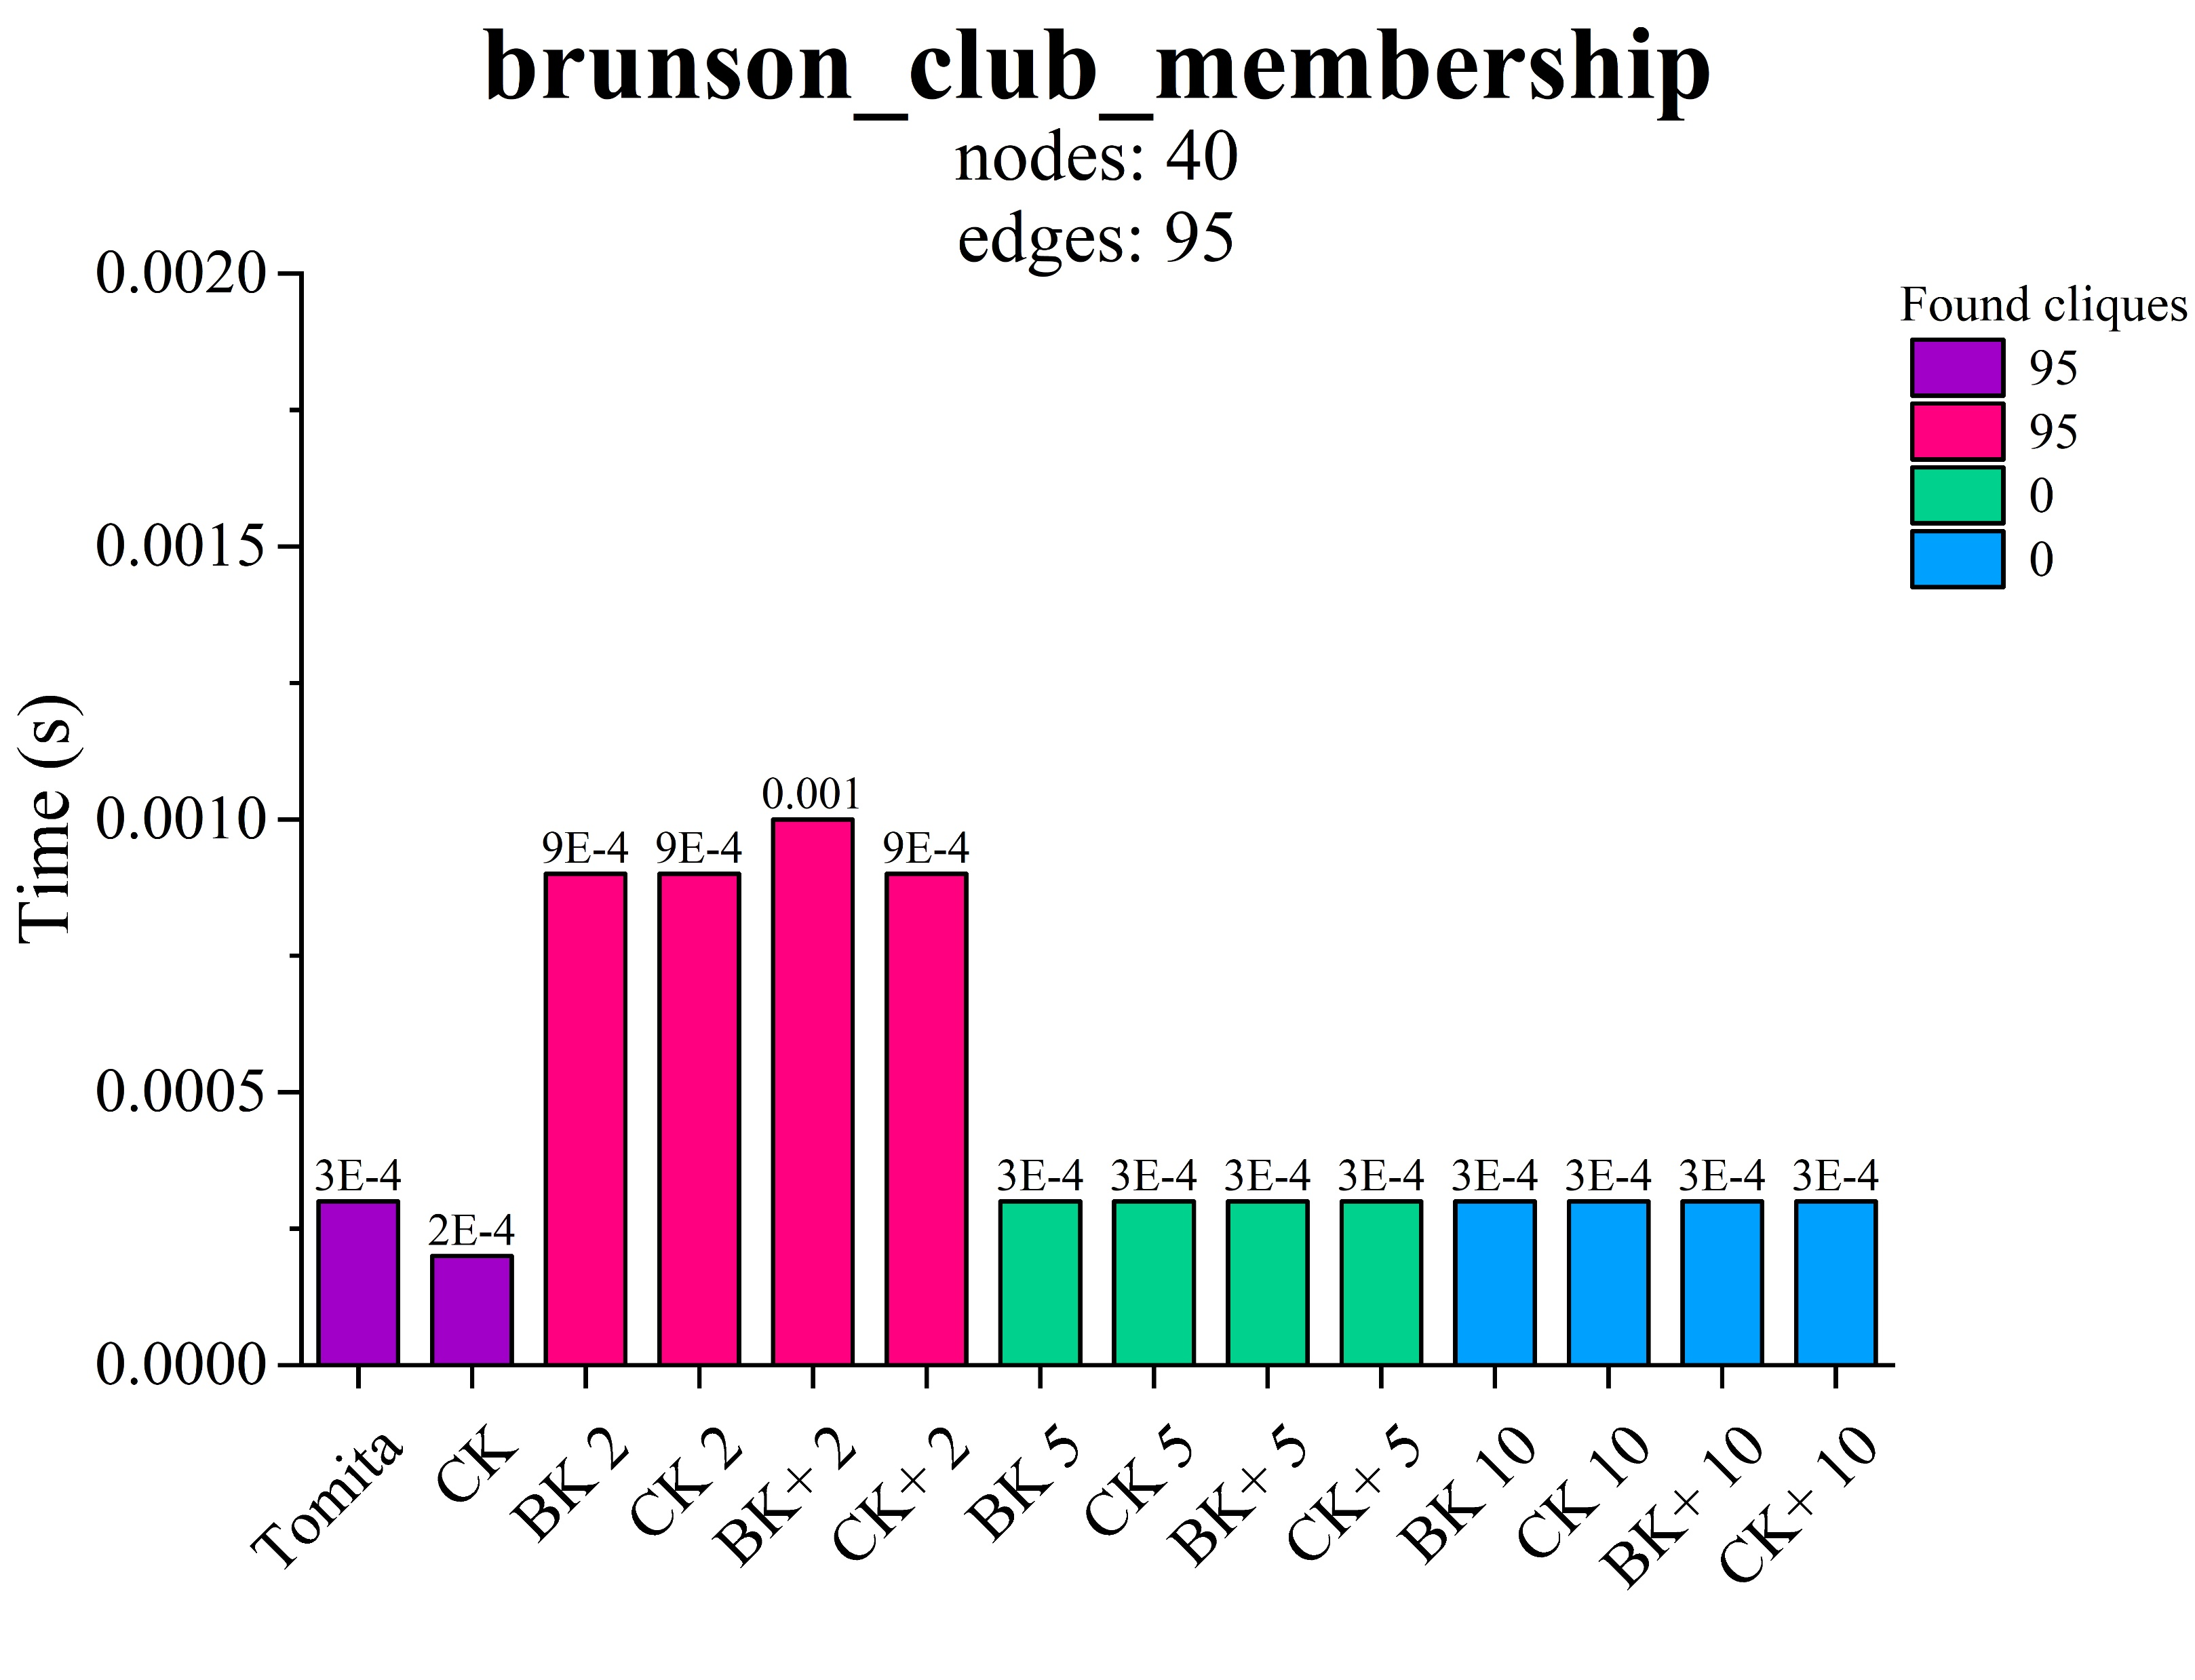 brunson_club_membership
nodes: 40
edges: 95
Found cliques
95
95
0
0
Time (s)
0.0020
0.0015
0.0010
0.0005
0.0000
3E-4
2E-4
9E-4
9E-4
0.001
9E-4
3E-4
3E-4
3E-4
3E-4
3E-4
3E-4
3E-4
3E-4
Tomita
CK
BK 2
CK 2
BK+ 2
CK+ 2
BK 5
CK 5
BK+ 5
CK+ 5
BK 10
CK 10
BK+ 10
CK+ 10